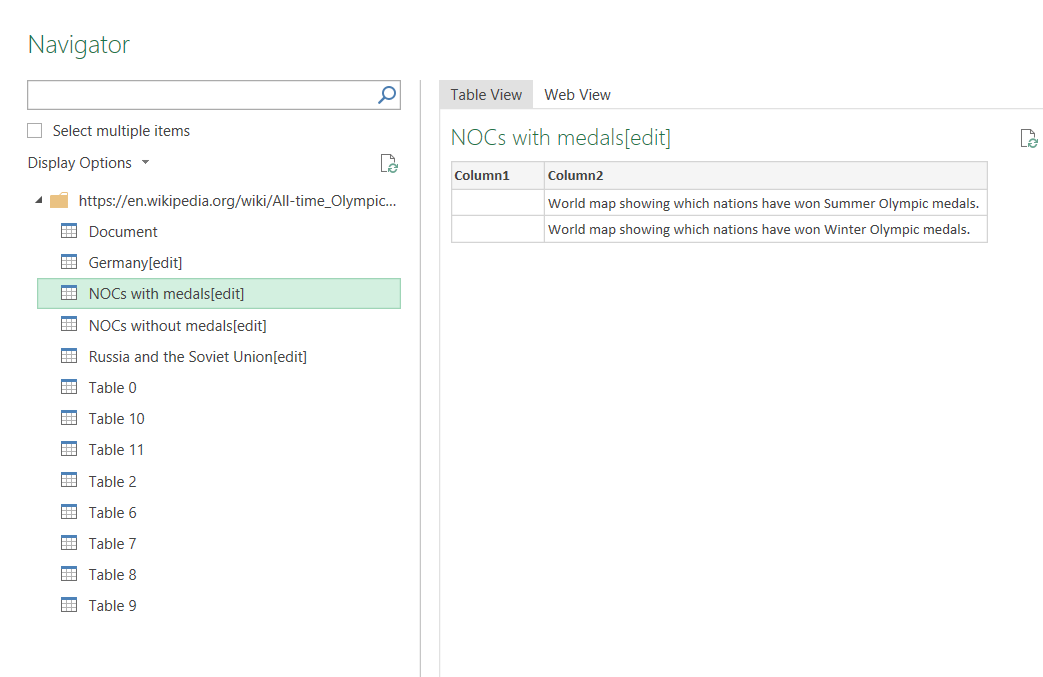 Navigator
Select multiple items
Display Options
https://en.wikipedia.org/wiki/All-time_Olympic...
Document
Germany[edit]
NOCs with medals[edit]
NOCs without medals[edit]
Russia and the Soviet Union[edit]
Table 0
Table 10
Table 11
Table 2
Table 6
Table 7
Table 8
Table 9
Table View Web View
NOCs with medals[edit]
Column1 Column2
World map showing which nations have won Summer Olympic medals.
World map showing which nations have won Winter Olympic medals.